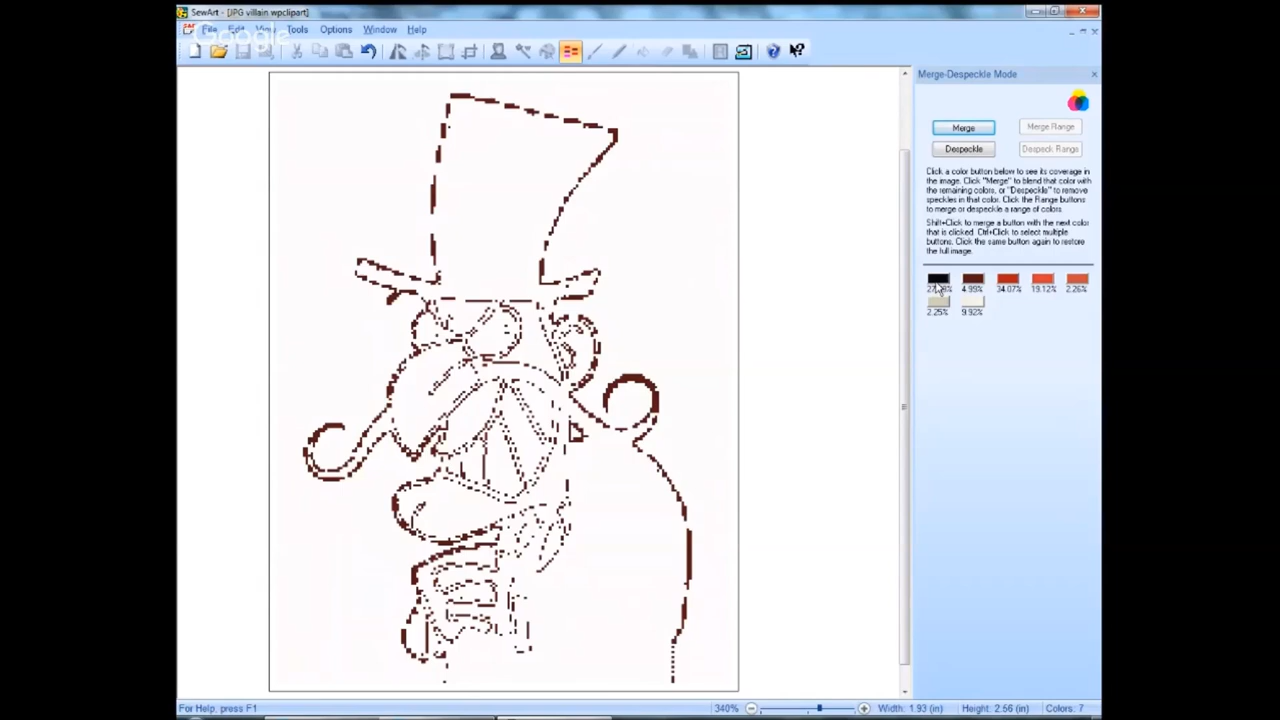 SewArt - [JPG villain wpclipart]
File Edit View Tools Options Window Help
Google
Merge-Despeckle Mode
Merge Merge Range
Despeckle Despeck Range
Click a color button below to see its coverage in
the image. Click "Merge" to blend that color with
the remaining colors, or "Despeckle" to remove
speckles in that color. Click the Range buttons
to merge or despeckle a range of colors.
Shift+Click to merge a button with the next color
that is clicked. Ctrl+Click to select multiple
buttons. Click the same button again to restore
the full image.
4.99% 34.07% 19.12% 2.26%
2.25% 9.92%
For Help, press F1 340% Width: 1.93 (in) Height: 2.56 (in) Colors: 7